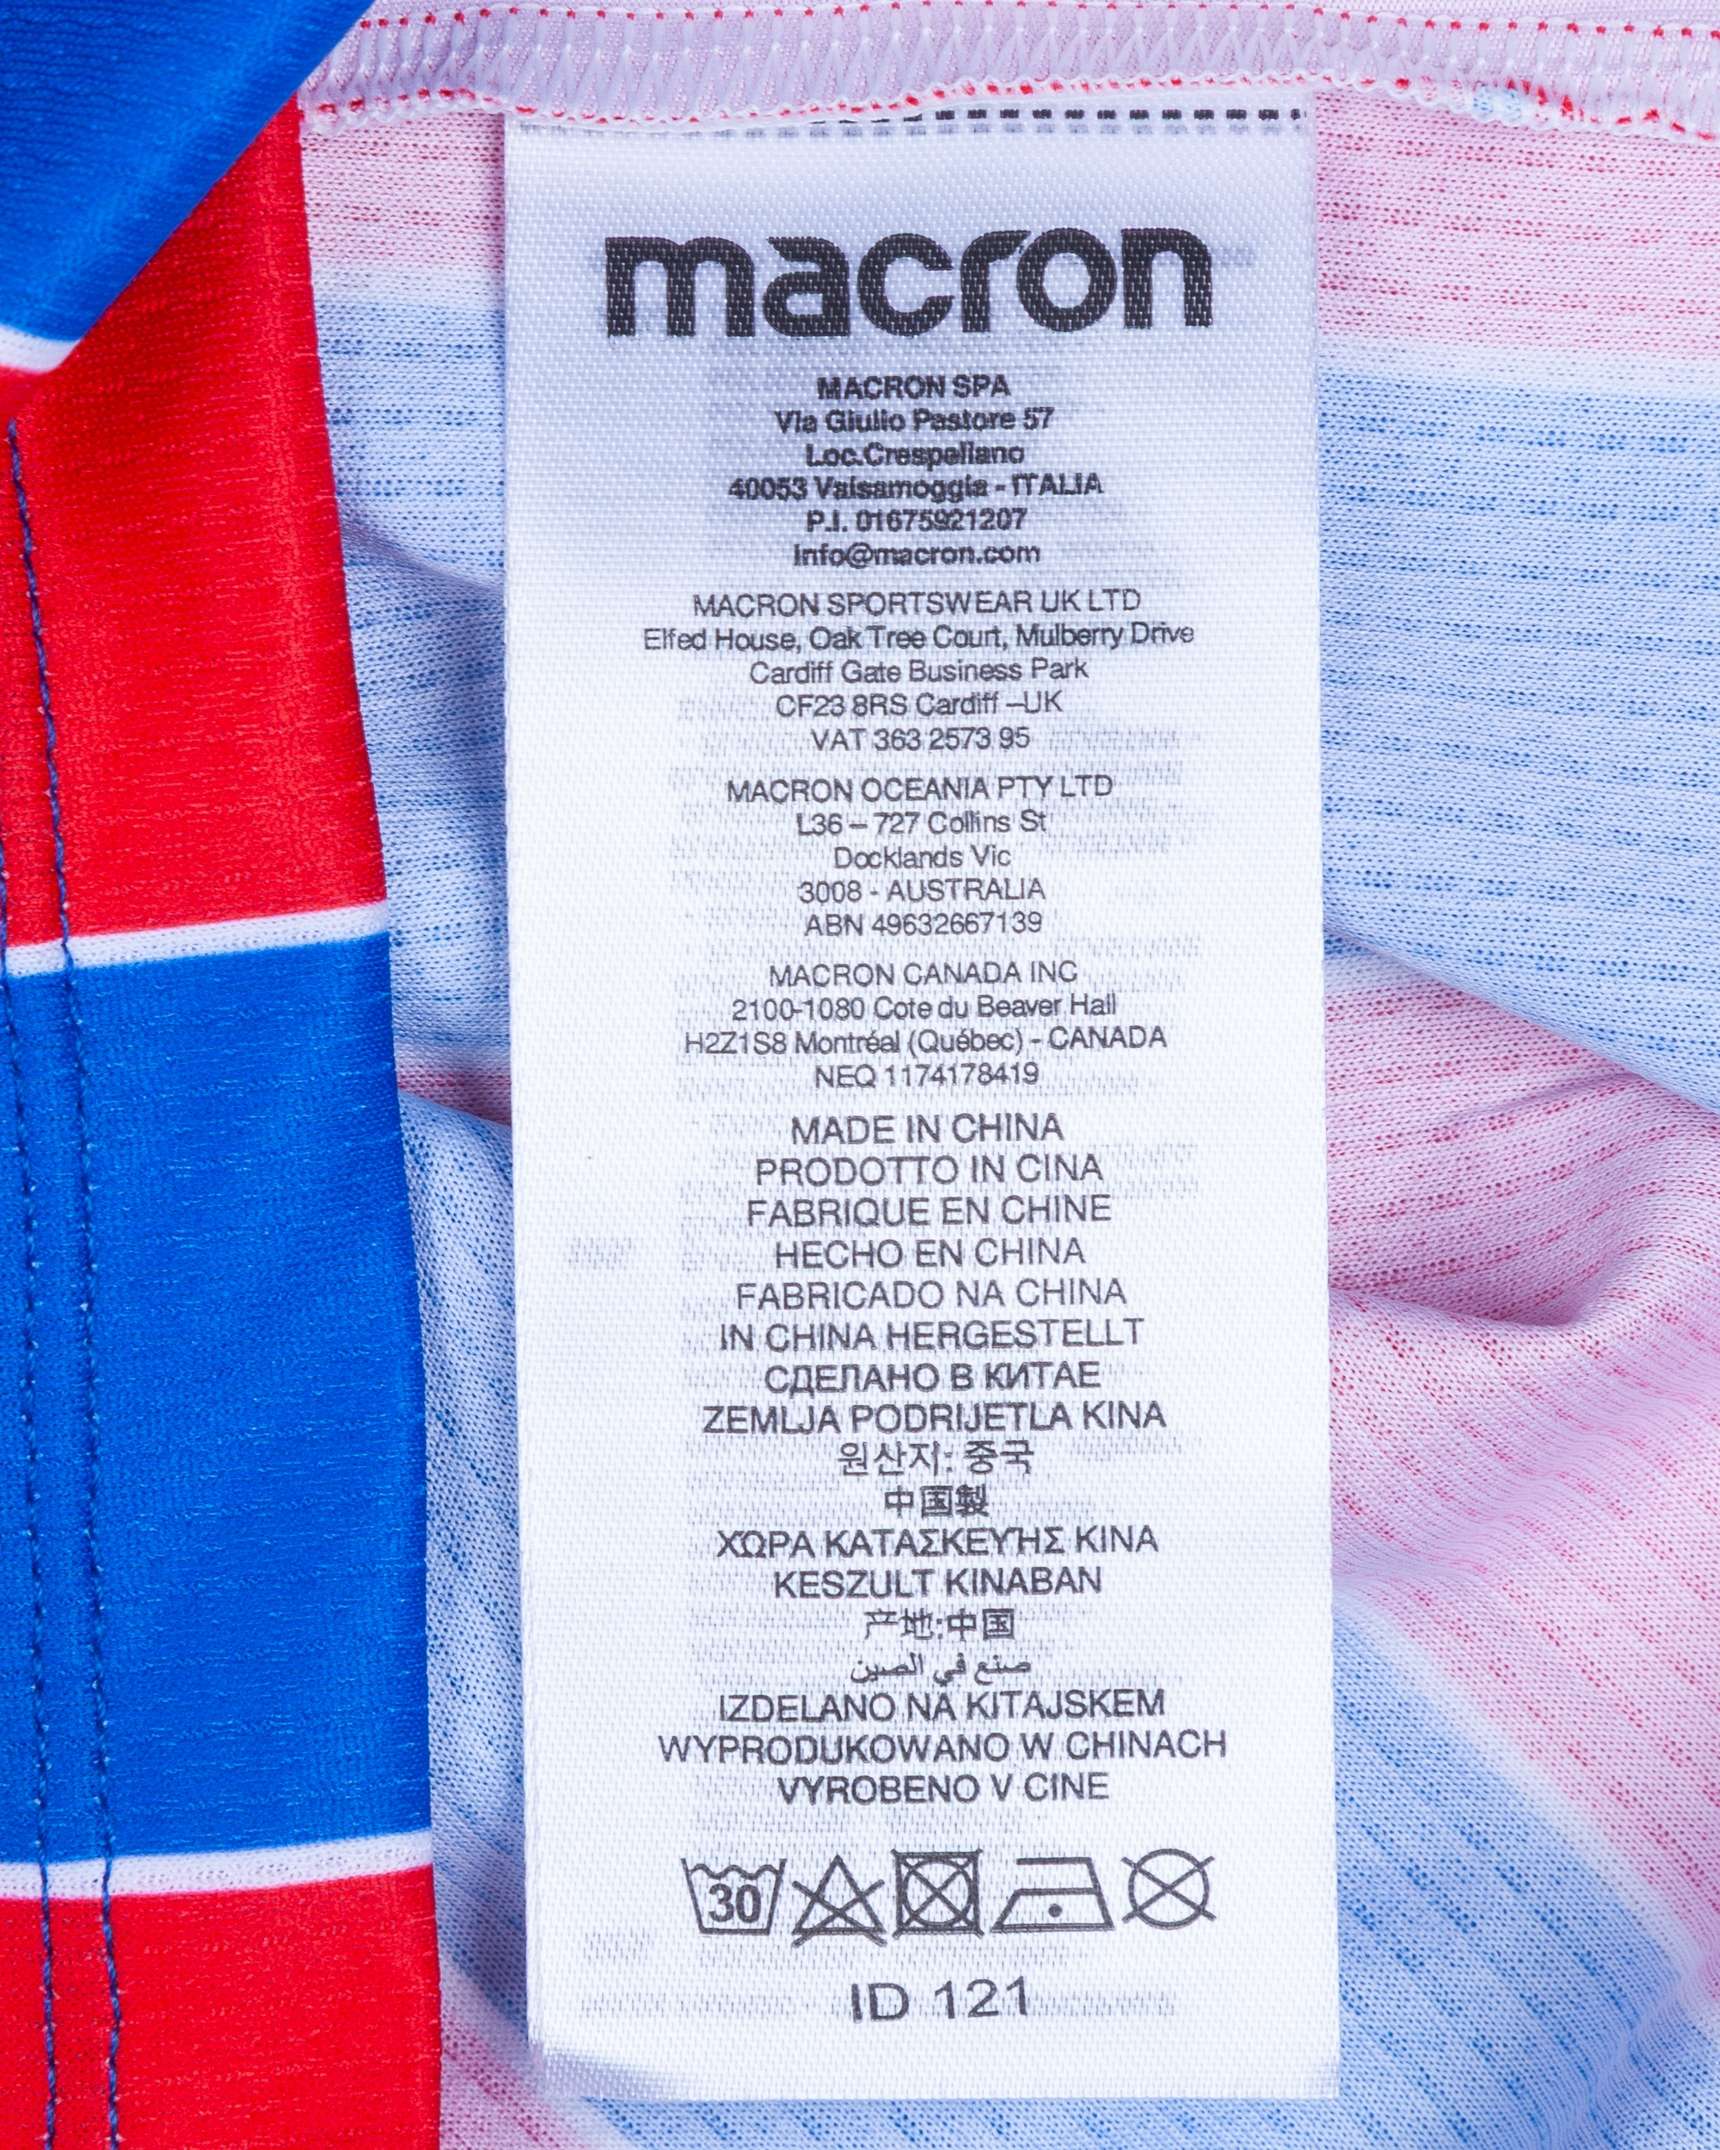 macron
MACRON SPA
Via Giulio Pastore 57
Loc.Crespellano
40053 Valsamoggia - ITALIA
P.I. 01675921207
info@macron.com
MACRON SPORTSWEAR UK LTD
Elfed House, Oak Tree Court, Mulberry Drive
Cardiff Gate Business Park
CF23 8RS Cardiff –UK
VAT 363 2573 95
MACRON OCEANIA PTY LTD
L36 – 727 Collins St
Docklands Vic
3008 - AUSTRALIA
ABN 49632667139
MACRON CANADA INC
2100-1080 Cote du Beaver Hall
H2Z1S8 Montréal (Québec) - CANADA
NEQ 1174178419
MADE IN CHINA
PRODOTTO IN CINA
FABRIQUE EN CHINE
HECHO EN CHINA
FABRICADO NA CHINA
IN CHINA HERGESTELLT
СДЕЛАНО В КИТАЕ
ZEMLJA PODRIJETLA KINA
원산지: 중국
中国製
ΧΏΡΑ ΚΑΤΑΣΚΕΥΉΣ ΚΙΝΑ
KESZULT KINABAN
产地:中国
صنع في الصين
IZDELANO NA KITAJSKEM
WYPRODUKOWANO W CHINACH
VYROBENO V CINE
30
ID 121